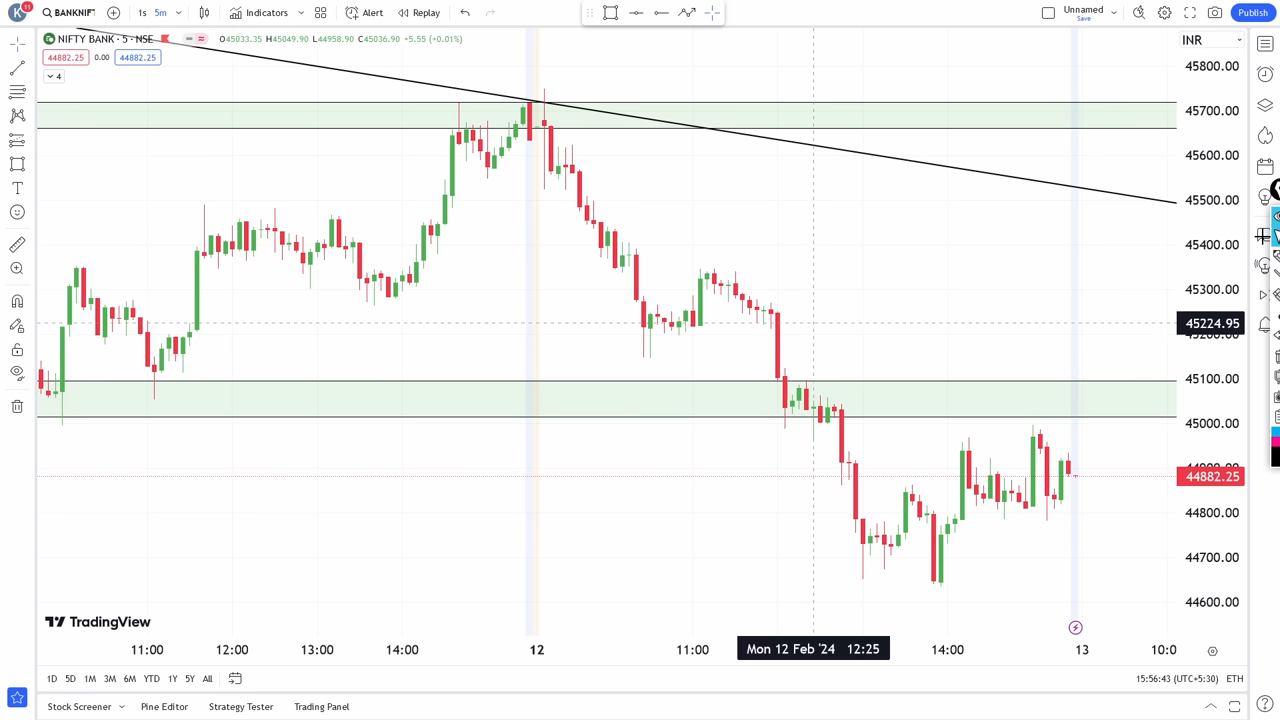 K 11 BANKNIFT 1s 5m Indicators Alert Replay Unnamed Save Publish
NIFTY BANK · 5 · NSE O45033.35 H45049.90 L44958.90 C45036.90 +5.55 (+0.01%) INR
44882.25 0.00 44882.25
4
45800.00
45700.00
45600.00
45500.00
45400.00
45300.00
45224.95
45100.00
45000.00
44882.25
44800.00
44700.00
44600.00
TradingView
11:00 12:00 13:00 14:00 12 11:00 Mon 12 Feb '24 12:25 14:00 13 10:0
1D 5D 1M 3M 6M YTD 1Y 5Y All 15:56:43 (UTC+5:30) ETH
Stock Screener Pine Editor Strategy Tester Trading Panel